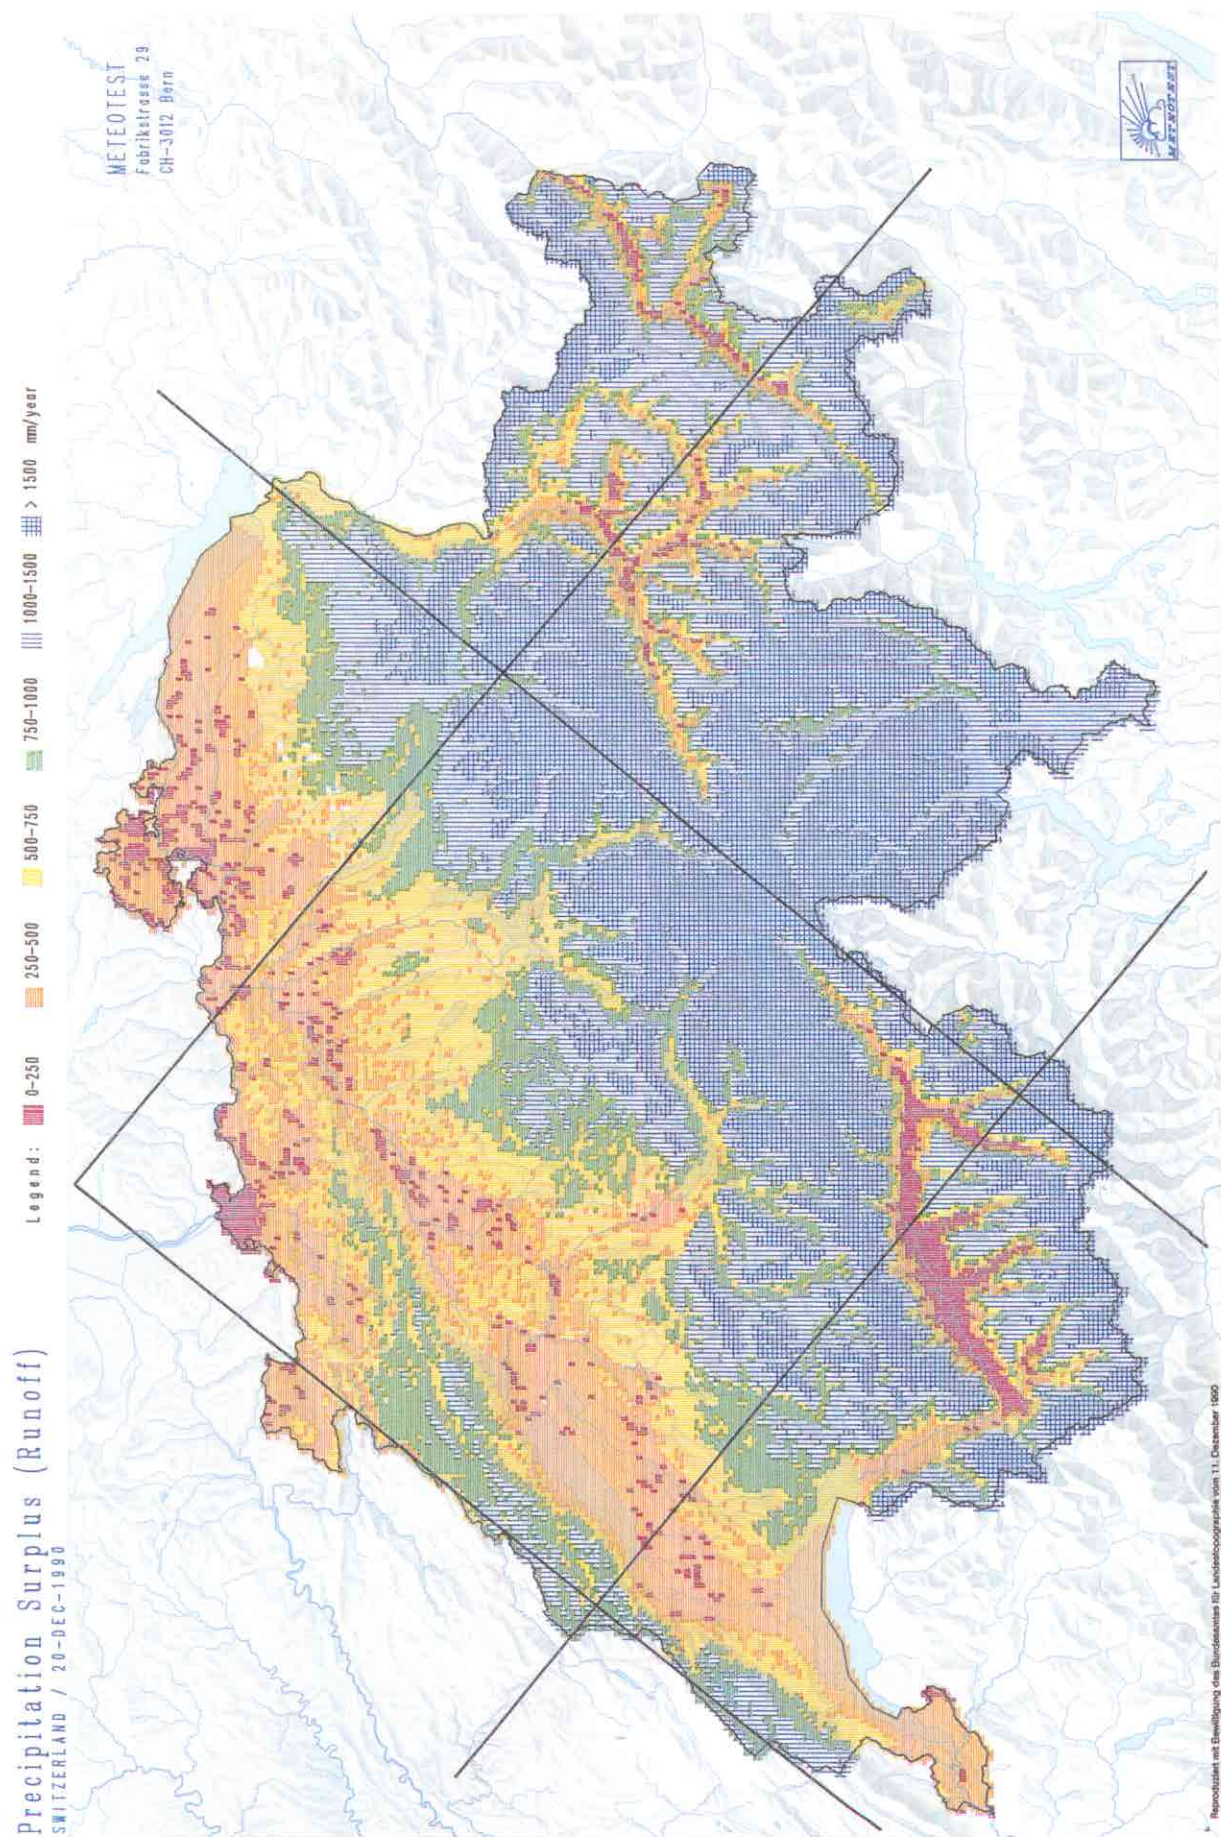 Precipitation Surplus (Runoff)
SWITZERLAND / 20-DEC-1990
Legend: 0-250 250-500 500-750 750-1000 1000-1500 > 1500 mm/year
METEOTEST
Fabrikstrasse 29
CH-3012 Bern
METEOTEST
Reproduziert mit Bewilligung des Bundesamtes für Landestopographie vom 11. Dezember 1990